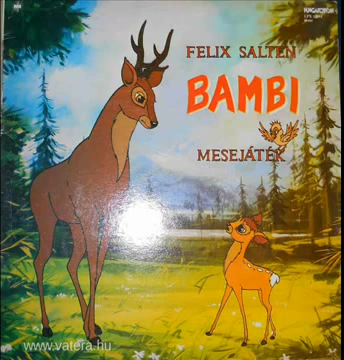 HUNGAROTON
FELIX SALTEN
BAMBI
MESEJÁTÉK
www.vatera.hu